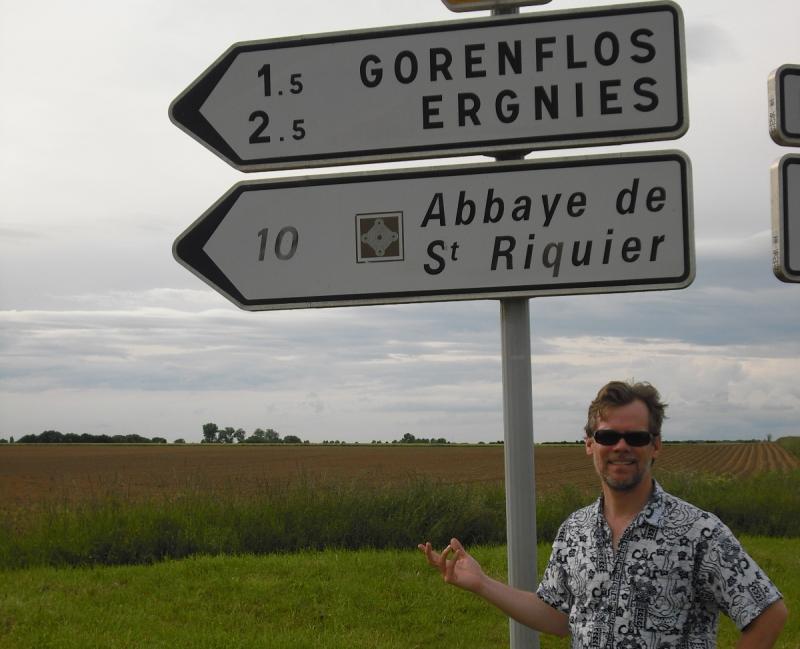 1.5 GORENFLOS
2.5 ERGNIES
10 Abbaye de
St Riquier